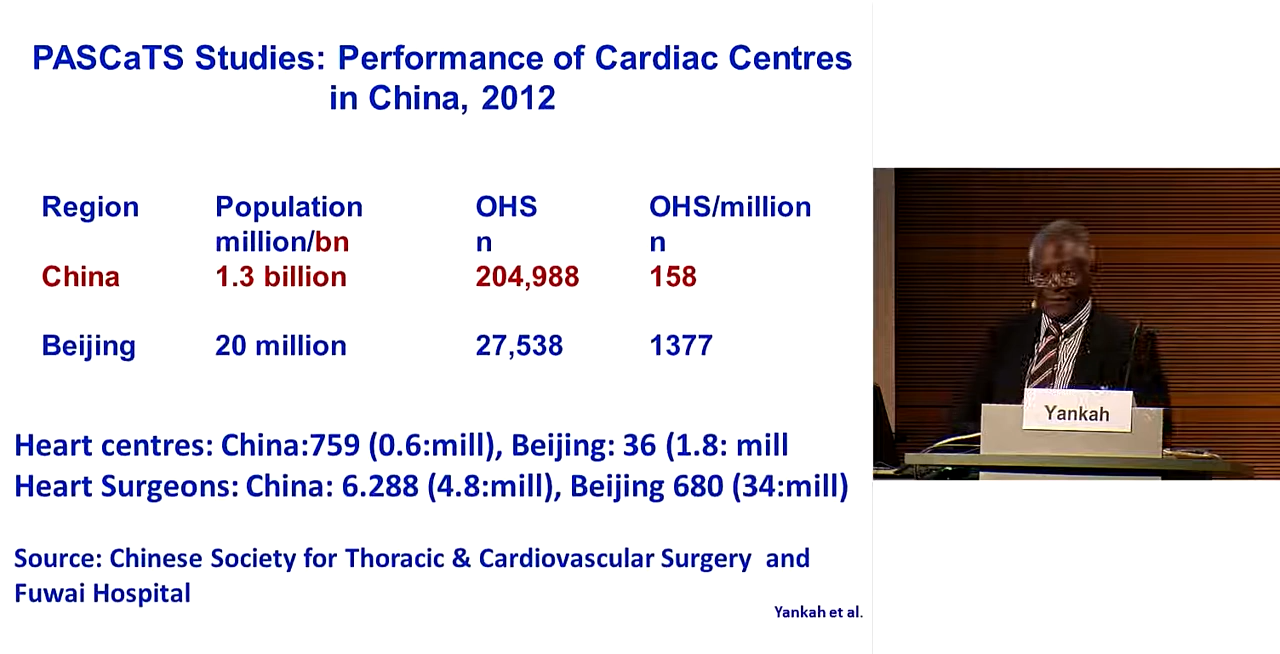 PASCaTS Studies: Performance of Cardiac Centres
in China, 2012
Region Population OHS OHS/million
million/bn n n
China 1.3 billion 204,988 158
Beijing 20 million 27,538 1377
Heart centres: China:759 (0.6:mill), Beijing: 36 (1.8: mill
Heart Surgeons: China: 6.288 (4.8:mill), Beijing 680 (34:mill)
Source: Chinese Society for Thoracic & Cardiovascular Surgery and
Fuwai Hospital
Yankah et al.
Yankah